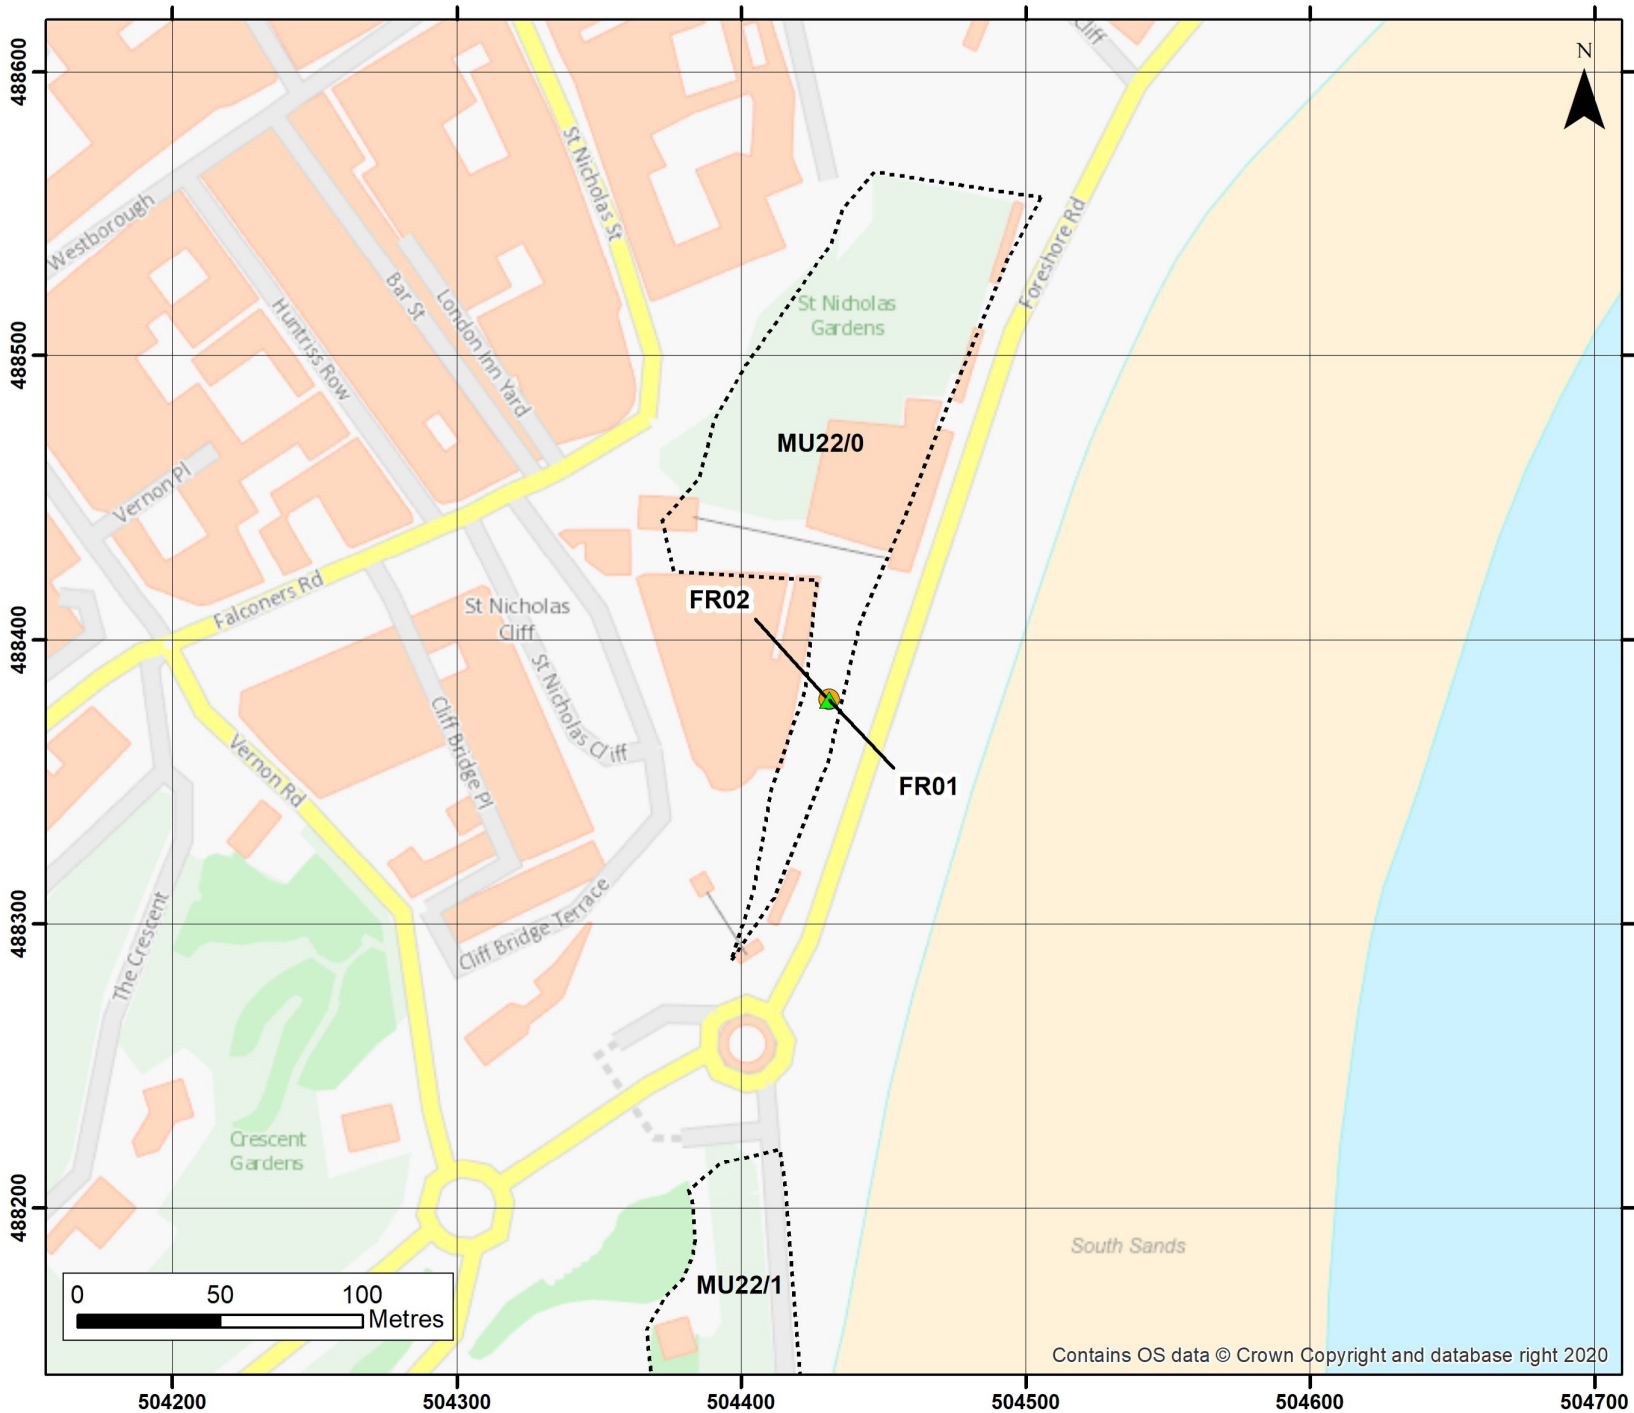 N
Cliff
488600
St Nicholas St
Westborough
Foreshore Rd
Bar St
London Inn Yard
Huntriss Row
St Nicholas
Gardens
488500
MU22/0
Vernon Pl
Falconers Rd
St Nicholas
Cliff
FR02
488400
St Nicholas Cliff
Cliff Bridge Pl
Vernon Rd
FR01
488300
Cliff Bridge Terrace
The Crescent
Crescent
Gardens
488200
South Sands
MU22/1
0 50 100
Metres
Contains OS data © Crown Copyright and database right 2020
504200 504300 504400 504500 504600 504700